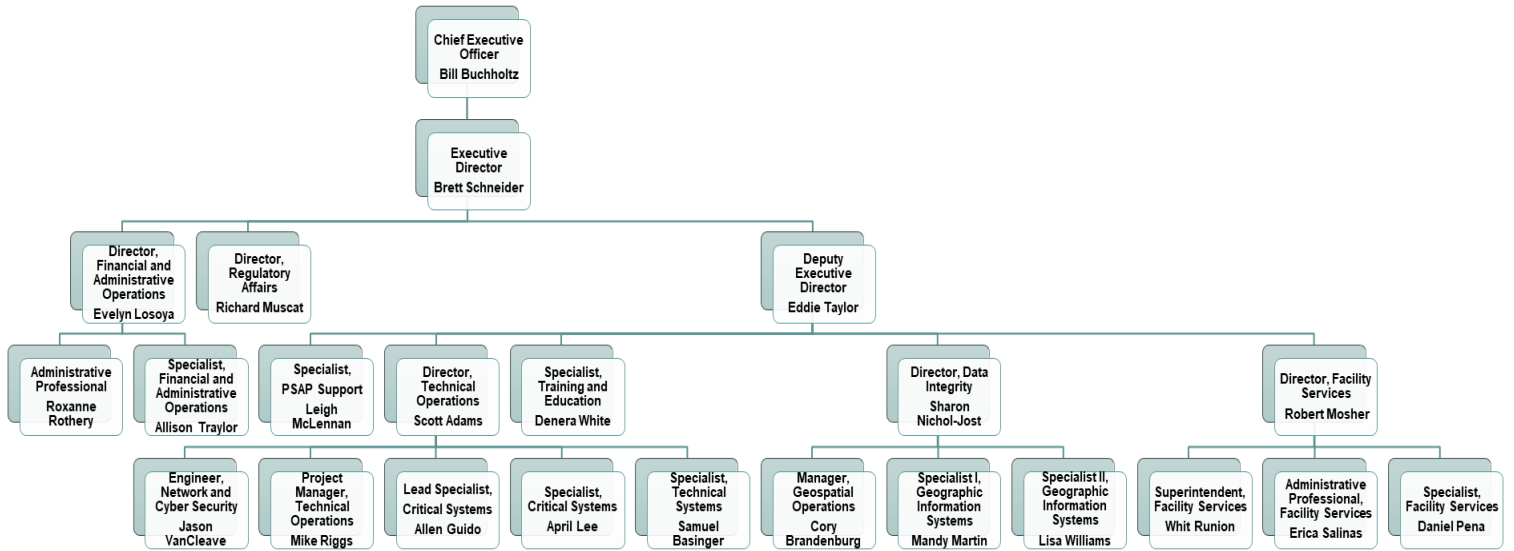 Chief Executive
Officer
Bill Buchholtz
Executive
Director
Brett Schneider
Director,
Financial and
Administrative
Operations
Evelyn Losoya
Director,
Regulatory
Affairs
Richard Muscat
Deputy
Executive
Director
Eddie Taylor
Administrative
Professional
Roxanne
Rothery
Specialist,
Financial and
Administrative
Operations
Allison Traylor
Specialist,
PSAP Support
Leigh
McLennan
Director,
Technical
Operations
Scott Adams
Specialist,
Training and
Education
Denera White
Director, Data
Integrity
Sharon
Nichol-Jost
Director, Facility
Services
Robert Mosher
Engineer,
Network and
Cyber Security
Jason
VanCleave
Project
Manager,
Technical
Operations
Mike Riggs
Lead Specialist,
Critical Systems
Allen Guido
Specialist,
Critical Systems
April Lee
Specialist,
Technical
Systems
Samuel
Basinger
Manager,
Geospatial
Operations
Cory
Brandenburg
Specialist I,
Geographic
Information
Systems
Mandy Martin
Specialist II,
Geographic
Information
Systems
Lisa Williams
Superintendent,
Facility Services
Whit Runion
Administrative
Professional,
Facility Services
Erica Salinas
Specialist,
Facility Services
Daniel Pena